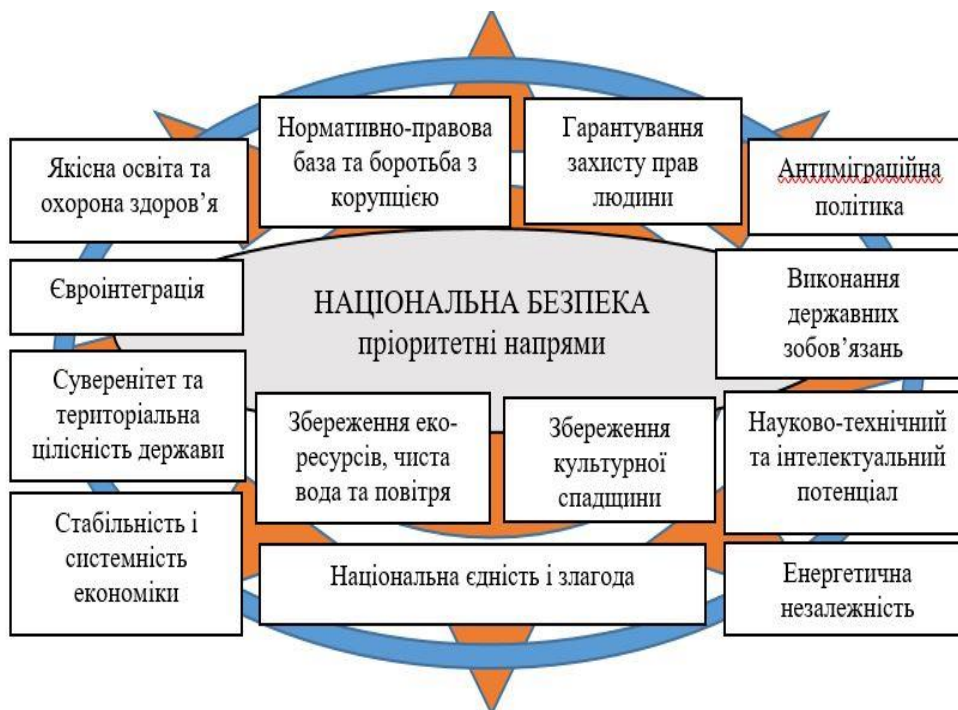 Нормативно-правова
база та боротьба з
корупцією
Гарантування
захисту прав
людини
Якісна освіта та
охорона здоров’я
Антиміграційна
політика
Євроінтеграція
НАЦІОНАЛЬНА БЕЗПЕКА
пріоритетні напрями
Виконання
державних
зобов’язань
Суверенітет та
територіальна
цілісність держави
Збереження еко-
ресурсів, чиста
вода та повітря
Збереження
культурної
спадщини
Науково-технічний
та інтелектуальний
потенціал
Стабільність і
системність
економіки
Національна єдність і злагода
Енергетична
незалежність